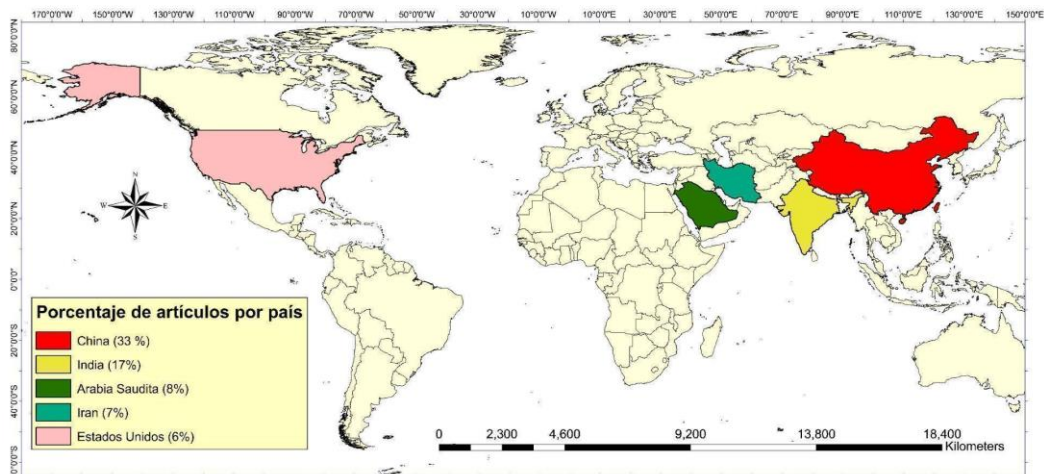 170°0'0"W 140°0'0"W 110°0'0"W 90°0'0"W 70°0'0"W 50°0'0"W 30°0'0"W 10°0'0"W 10°0'0"E 30°0'0"E 50°0'0"E 70°0'0"E 90°0'0"E 110°0'0"E 130°0'0"E 150°0'0"E
80°0'0"N
60°0'0"N
40°0'0"N
20°0'0"N
0°0'0"
20°0'0"S
40°0'0"S
60°0'0"S
N
W E
S
Porcentaje de artículos por país
China (33 %)
India (17%)
Arabia Saudita (8%)
Iran (7%)
Estados Unidos (6%)
0 2,300 4,600 9,200 13,800 18,400
Kilometers